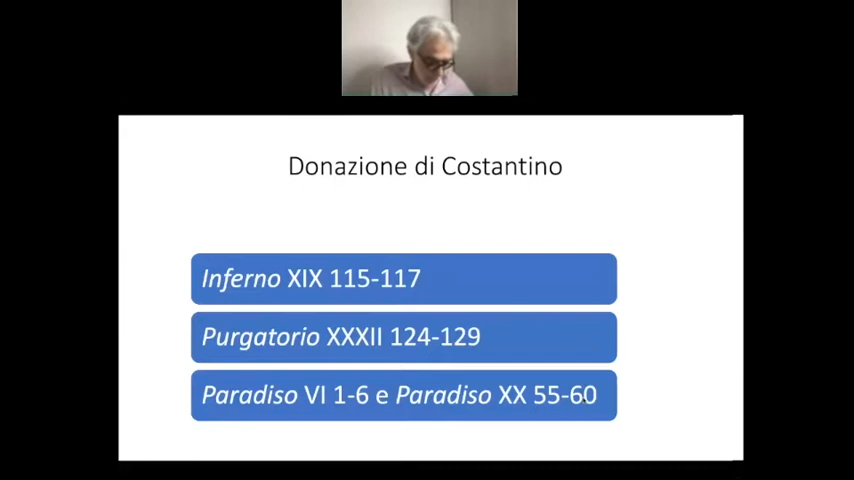 Donazione di Costantino
Inferno XIX 115-117
Purgatorio XXXII 124-129
Paradiso VI 1-6 e Paradiso XX 55-60